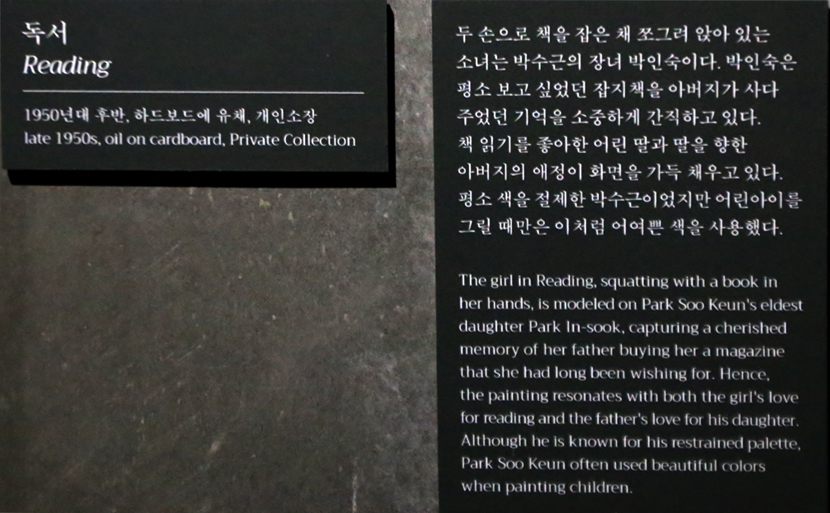 독서
Reading
1950년대 후반, 하드보드에 유채, 개인소장
late 1950s, oil on cardboard, Private Collection
두 손으로 책을 잡은 채 쪼그려 앉아 있는
소녀는 박수근의 장녀 박인숙이다. 박인숙은
평소 보고 싶었던 잡지책을 아버지가 사다
주었던 기억을 소중하게 간직하고 있다.
책 읽기를 좋아한 어린 딸과 딸을 향한
아버지의 애정이 화면을 가득 채우고 있다.
평소 색을 절제한 박수근이었지만 어린아이를
그릴 때만은 이처럼 어여쁜 색을 사용했다.
The girl in Reading, squatting with a book in
her hands, is modeled on Park Soo Keun's eldest
daughter Park In-sook, capturing a cherished
memory of her father buying her a magazine
that she had long been wishing for. Hence,
the painting resonates with both the girl's love
for reading and the father's love for his daughter.
Although he is known for his restrained palette,
Park Soo Keun often used beautiful colors
when painting children.